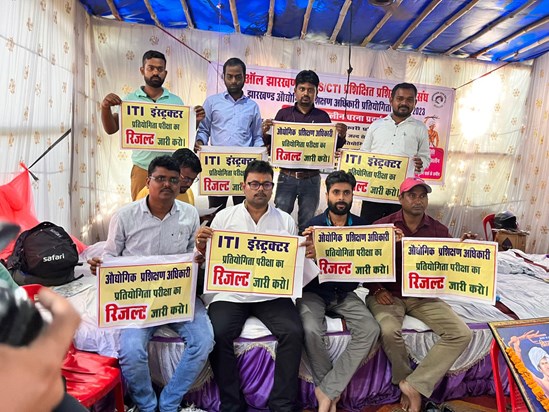 ऑल झारखण्ड
S/CTI प्रशिक्षित
झारखण्ड औद्योगिक प्रशिक्षण अधिकारी प्रतियोगिता
2023
ITI इंस्ट्रक्टर
प्रतियोगिता परीक्षा का
रिजल्ट जारी करो।
ITI इंस्ट्रक्टर
प्रतियोगिता परीक्षा का
रिजल्ट जारी करो।
औद्योगिक प्रशिक्षण अधिकारी
प्रतियोगिता परीक्षा का
रिजल्ट जारी करो।
ITI इंस्ट्रक्टर
प्रतियोगिता परीक्षा का
रिजल्ट जारी करो।
औद्योगिक प्रशिक्षण अधिकारी
प्रतियोगिता परीक्षा का
रिजल्ट जारी करो।
ITI इंस्ट्रक्टर
प्रतियोगिता परीक्षा का
रिजल्ट जारी करो।
औद्योगिक प्रशिक्षण अधिकारी
प्रतियोगिता परीक्षा का
रिजल्ट जारी करो।
औद्योगिक प्रशिक्षण अधिकारी
प्रतियोगिता परीक्षा का
रिजल्ट जारी करो।
safari